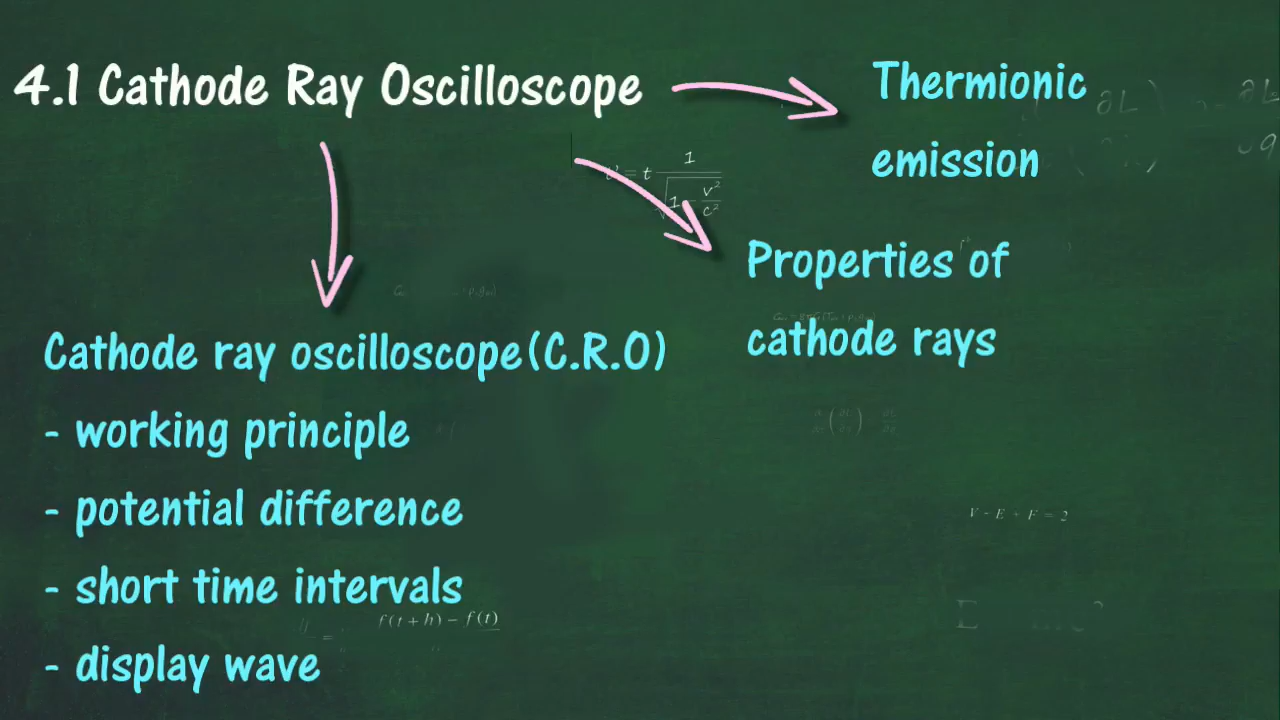 4.1 Cathode Ray Oscilloscope
Thermionic
emission
Properties of
cathode rays
Cathode ray oscilloscope(C.R.O)
- working principle
- potential difference
- short time intervals
- display wave
V - E + F = 2
f(t + h) − f(t)